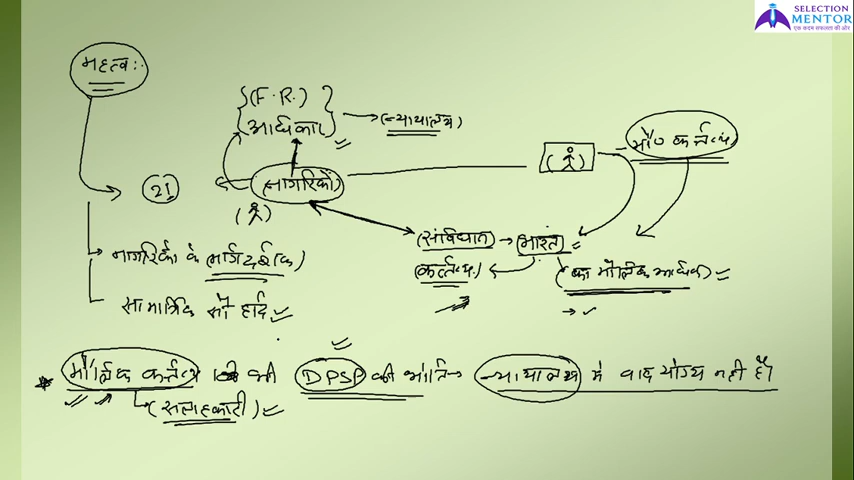 SELECTION
MENTOR
एक कदम सफलता की ओर
महत्व :-
{(F.R.)
अधिकार}
→ (न्यायालय)
मौ० कर्तव्य
21
(नागरिकों)
(संविधान → (भारत) =
(कर्तव्य)
(का मौलिक अधिकार) =
→ नागरिकों के मार्गदर्शक)
सामाजिक सौहार्द
* मौलिक कर्तव्य भी DPSP की भांति → न्यायालय में वाद योग्य नहीं है।
(सलाहकारी)